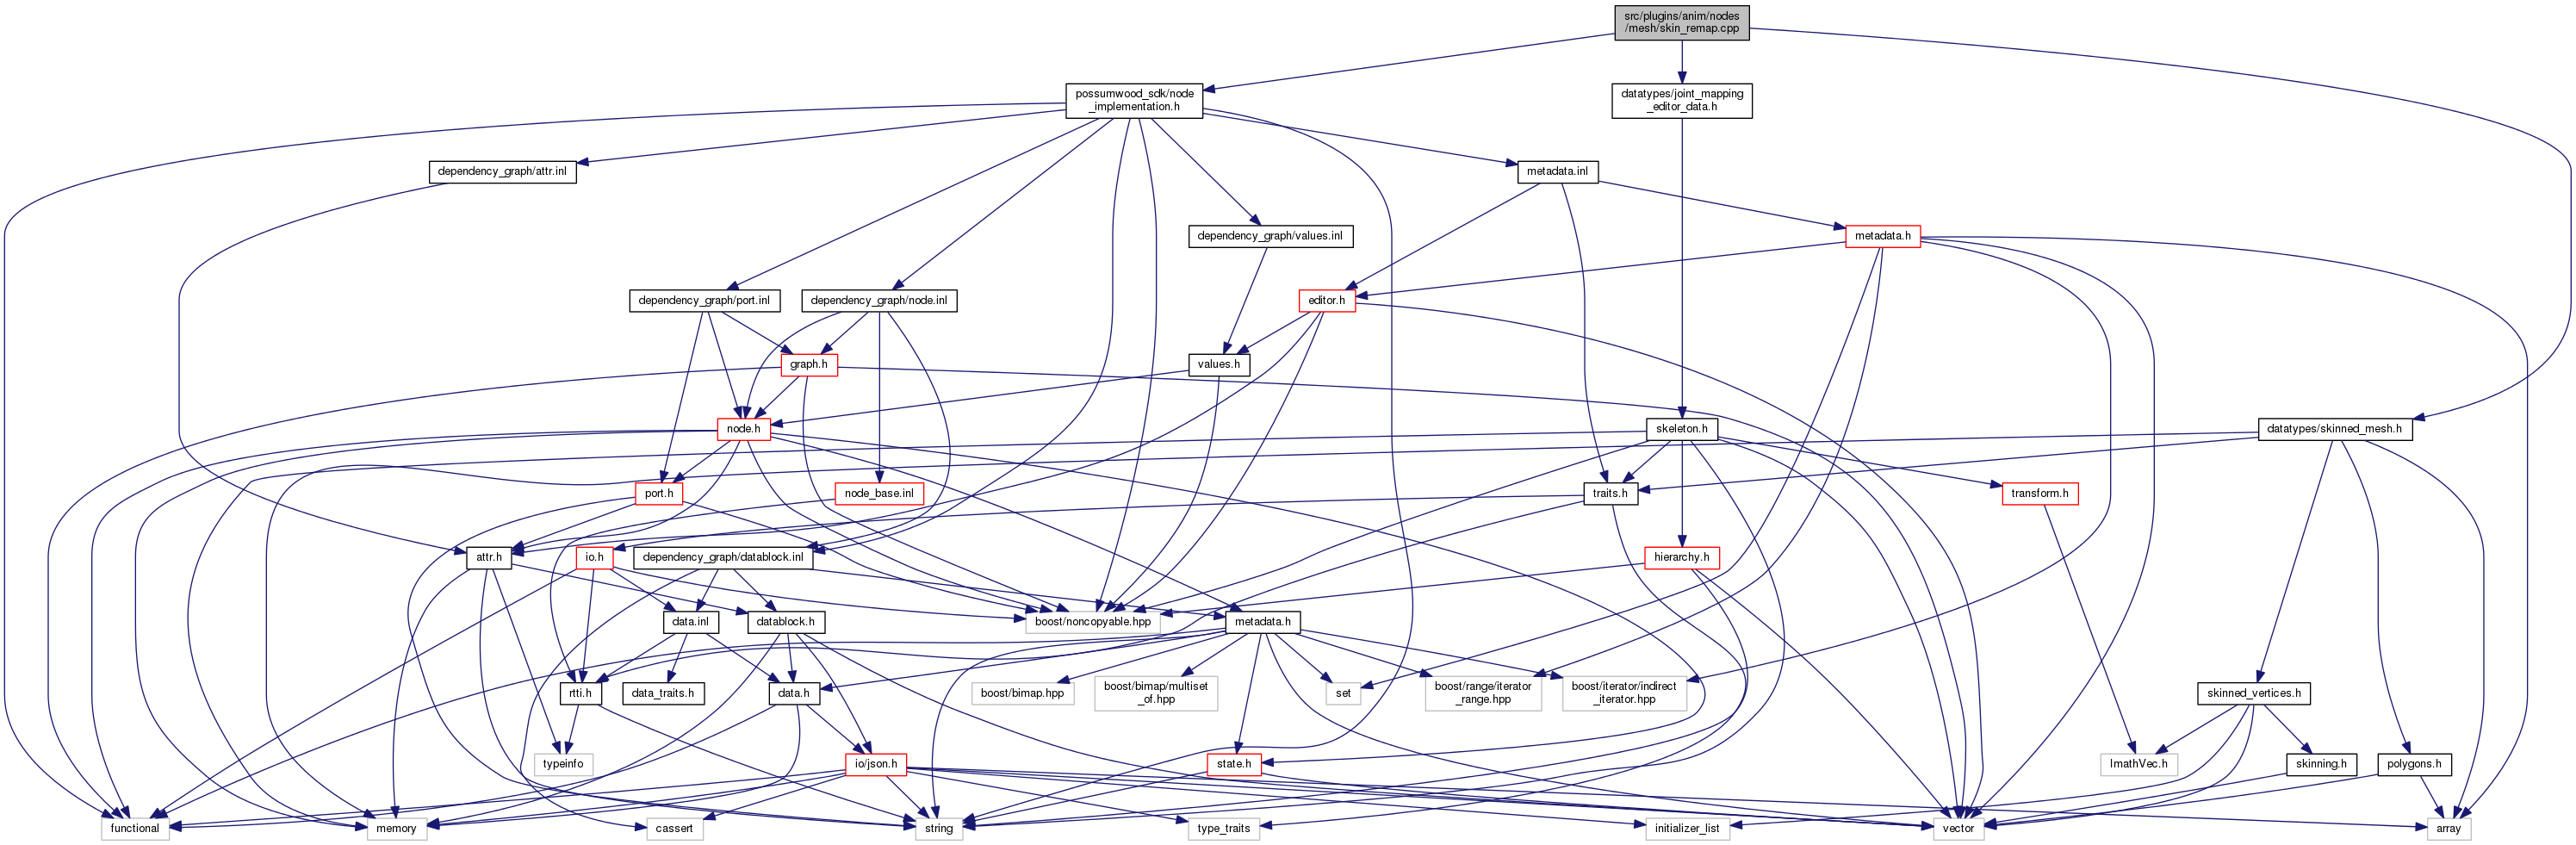 src/plugins/anim/nodes
/mesh/skin_remap.cpp
possumwood_sdk/node
_implementation.h
datatypes/joint_mapping
_editor_data.h
dependency_graph/attr.inl
metadata.inl
dependency_graph/values.inl
metadata.h
dependency_graph/port.inl
dependency_graph/node.inl
editor.h
graph.h
values.h
node.h
skeleton.h
datatypes/skinned_mesh.h
port.h
node_base.inl
traits.h
transform.h
attr.h
io.h
dependency_graph/datablock.inl
hierarchy.h
data.inl
datablock.h
boost/noncopyable.hpp
metadata.h
rtti.h
data_traits.h
data.h
boost/bimap.hpp
boost/bimap/multiset
_of.hpp
set
boost/range/iterator
_range.hpp
boost/iterator/indirect
_iterator.hpp
skinned_vertices.h
typeinfo
io/json.h
state.h
ImathVec.h
skinning.h
polygons.h
functional
memory
cassert
string
type_traits
initializer_list
vector
array